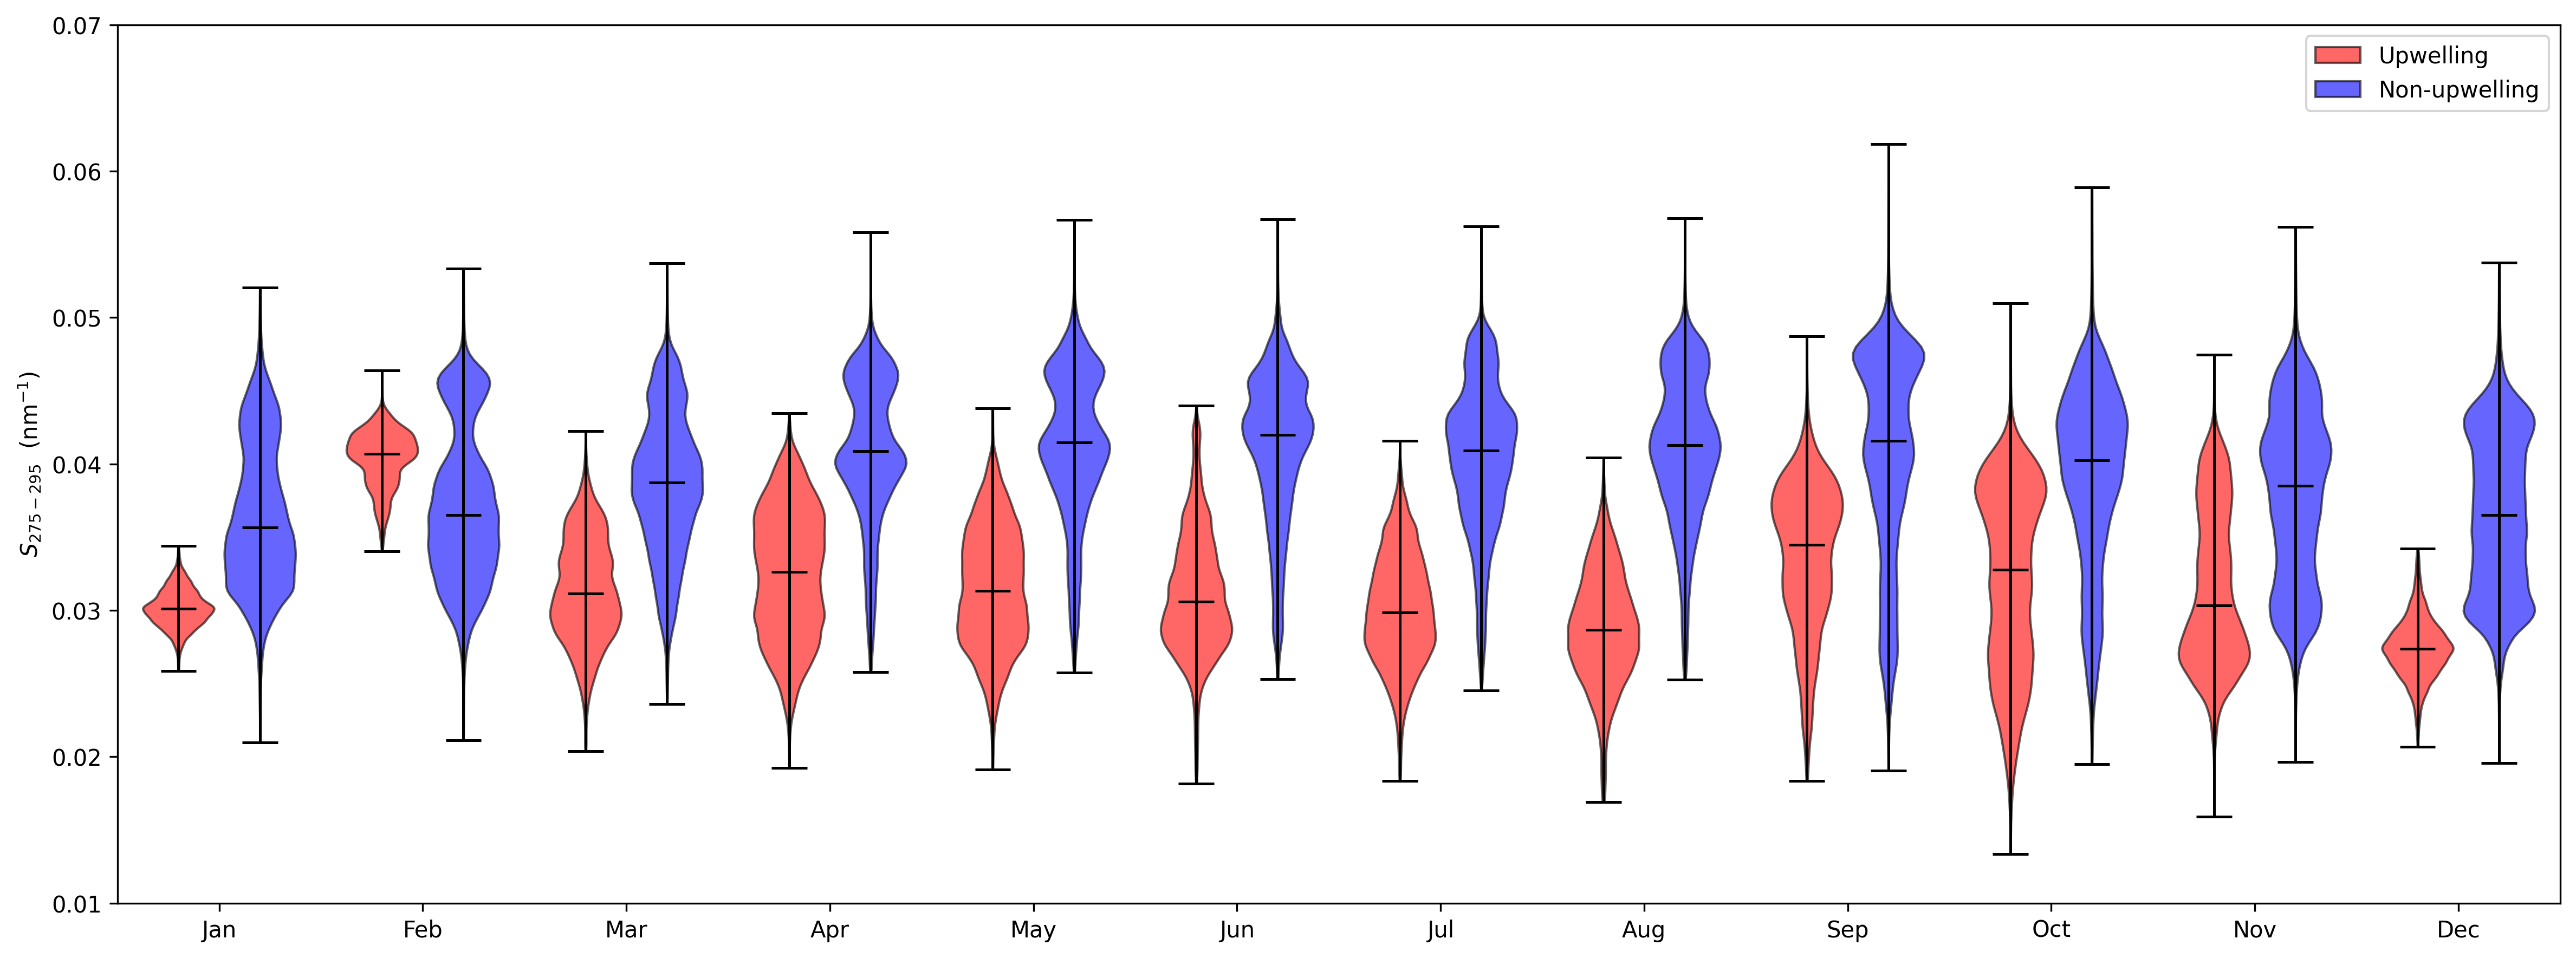 0.07
0.06
0.05
0.04
0.03
0.02
0.01
S275−295 (nm−1)
Upwelling
Non-upwelling
Jan Feb Mar Apr May Jun Jul Aug Sep Oct Nov Dec